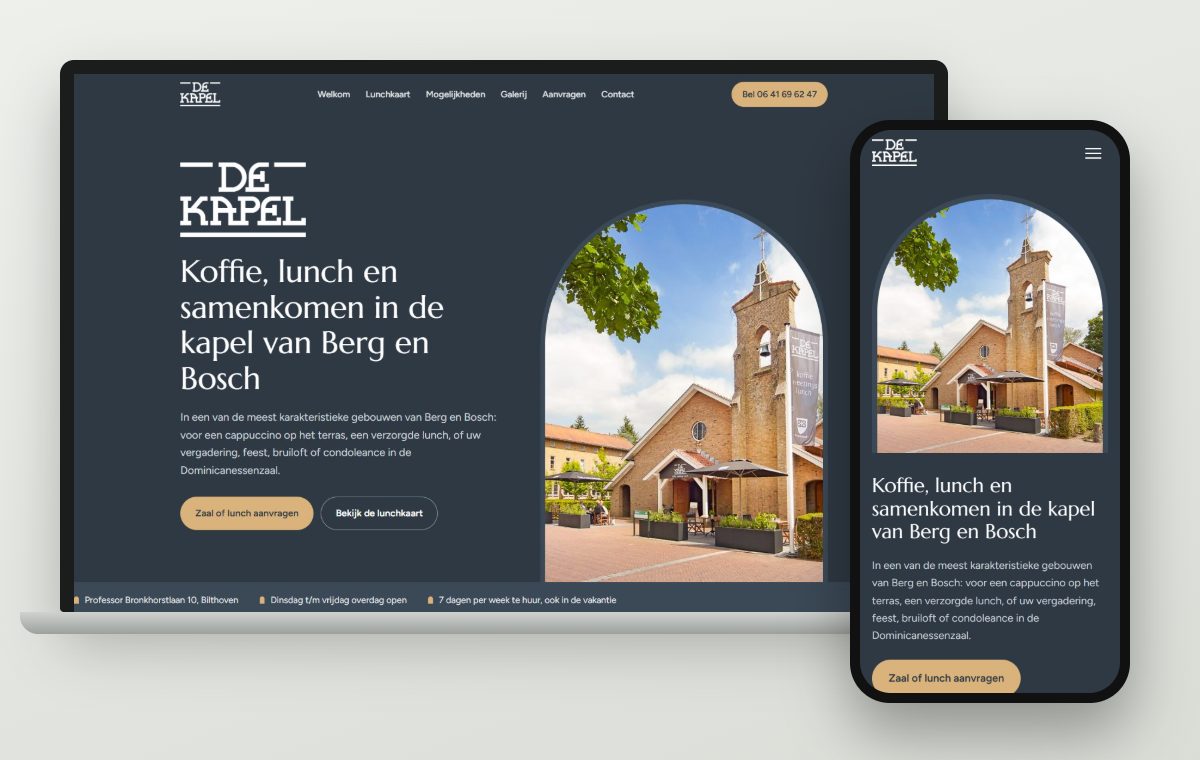 DE
KAPEL
Welkom Lunchkaart Mogelijkheden Galerij Aanvragen Contact
Bel 06 41 69 62 47
DE
KAPEL
Koffie, lunch en
samenkomen in de
kapel van Berg en
Bosch
In een van de meest karakteristieke gebouwen van Berg en Bosch:
voor een cappuccino op het terras, een verzorgde lunch, of uw
vergadering, feest, bruiloft of condoleance in de
Dominicanessenzaal.
Zaal of lunch aanvragen
Bekijk de lunchkaart
DE
KAPEL
koffie
meetings
lunch
Professor Bronkhorstlaan 10, Bilthoven
Dinsdag t/m vrijdag overdag open
7 dagen per week te huur, ook in de vakantie
DE
KAPEL
KAPEL
Koffie, lunch en
samenkomen in de kapel
van Berg en Bosch
In een van de meest karakteristieke gebouwen
van Berg en Bosch: voor een cappuccino op het
terras, een verzorgde lunch, of uw vergadering,
feest, bruiloft of condoleance in de
Dominicanessenzaal.
Zaal of lunch aanvragen